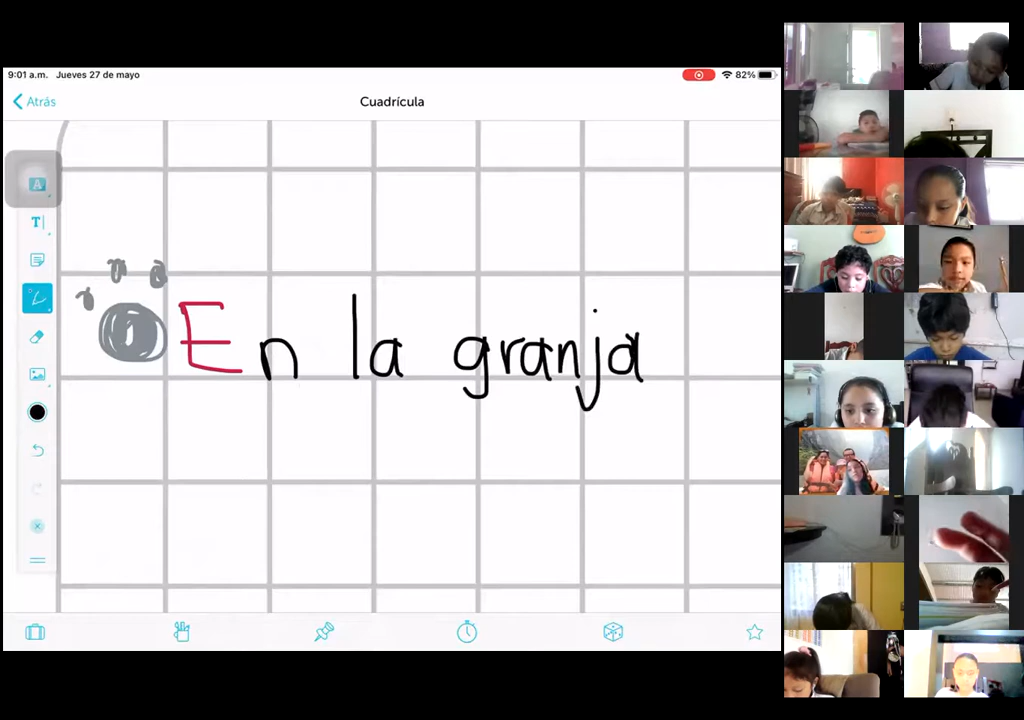 9:01 a.m. Jueves 27 de mayo 82%
Atrás Cuadrícula
A
T
En la granja